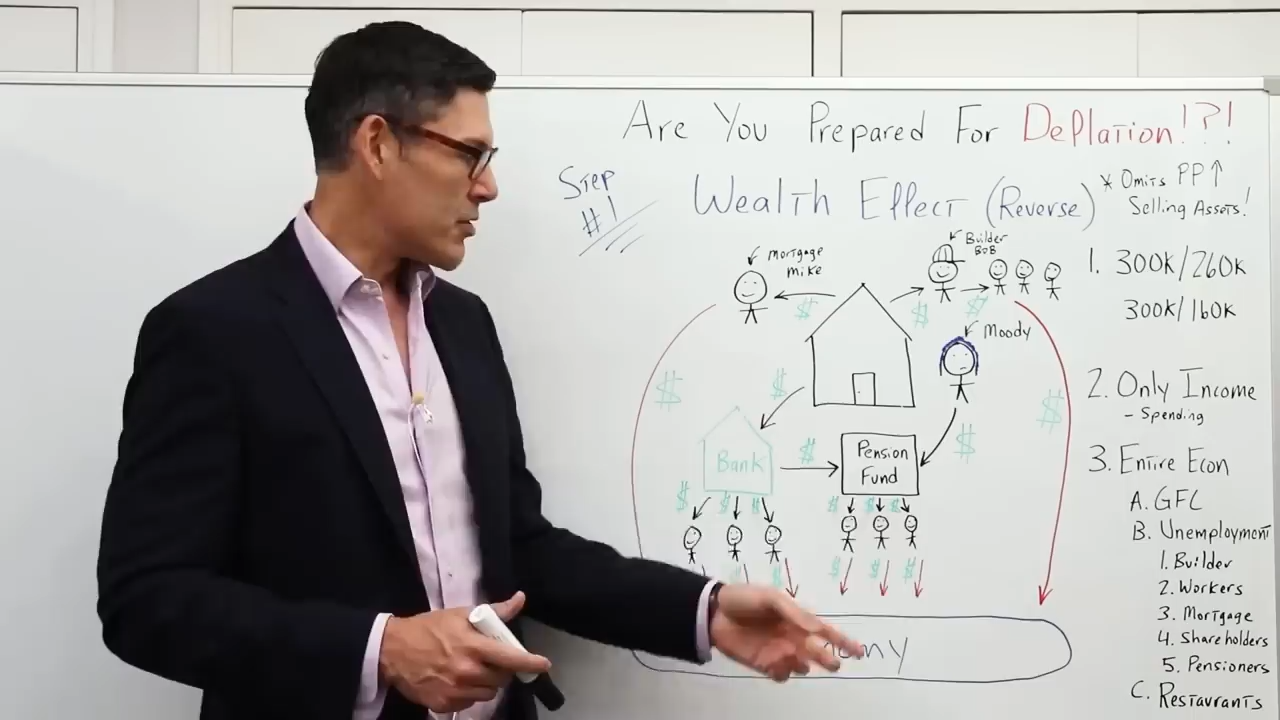 Are You Prepared For Deflation!?!
Step
#1
Wealth Effect (Reverse)
* Omits PP↑
Selling Assets!
Mortgage
Mike
Builder
BOB
Moody
$
$
$
$
$
$
$
$
Bank
Pension
Fund
$
$
$
$
$
$
$
$
$
$
1. 300K/260K
300K/160K
2. Only Income
- Spending
3. Entire Econ
A. GFC
B. Unemployment
1. Builder
2. Workers
3. Mortgage
4. Shareholders
5. Pensioners
C. Restaurants